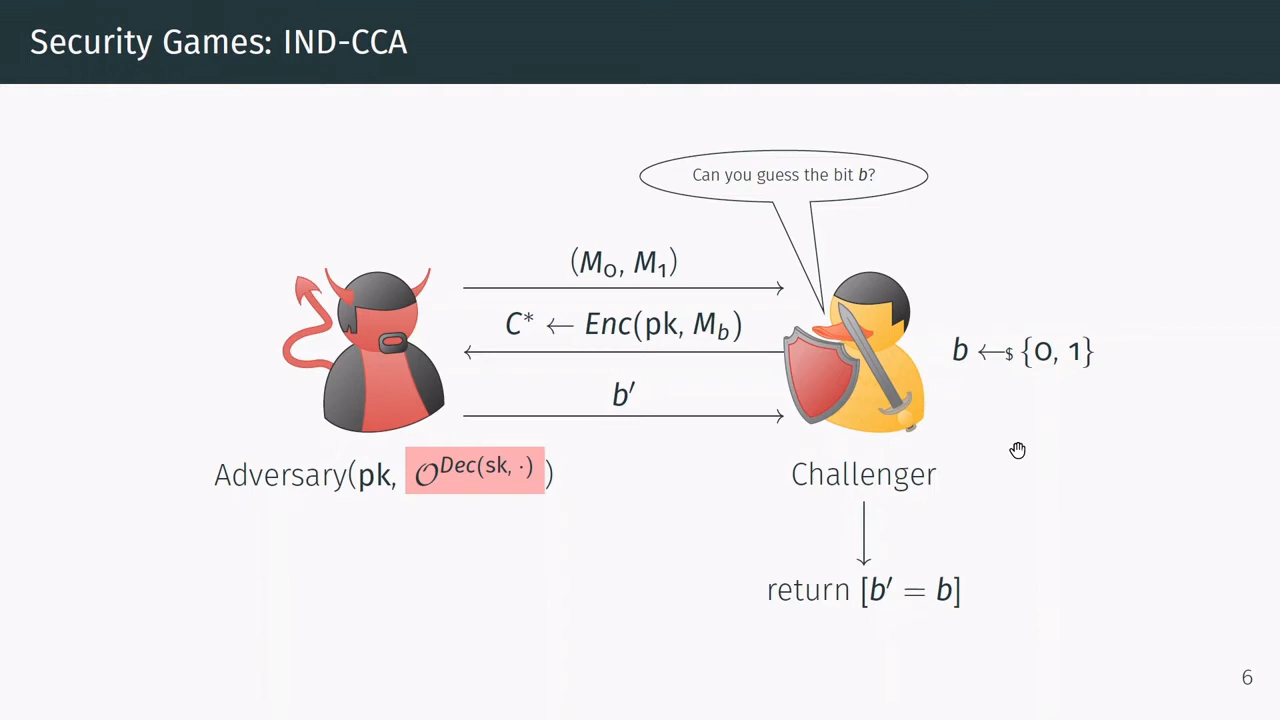 Security Games: IND-CCA
Can you guess the bit b?
(M₀, M₁)
C* ← Enc(pk, M_b)
b ←$ {0, 1}
b′
Adversary(pk, O^Dec(sk, ·))
Challenger
return [b′ = b]
6